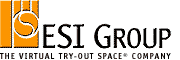 ESI GROUP
THE VIRTUAL TRY-OUT SPACE® COMPANY